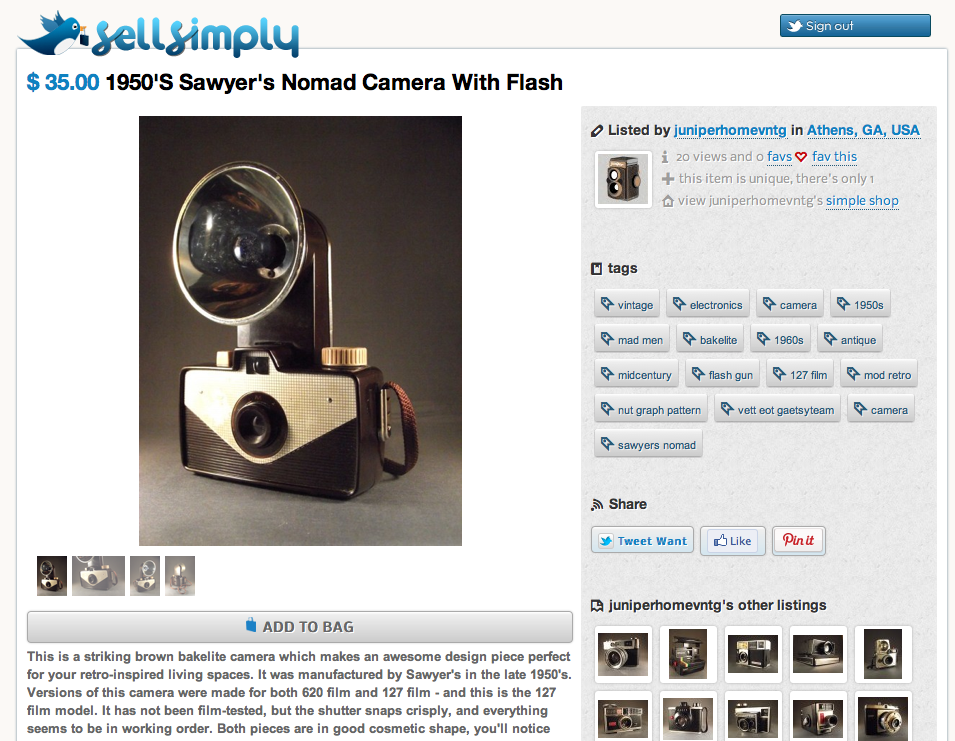 sellsimply
Sign out
$ 35.00 1950'S Sawyer's Nomad Camera With Flash
Listed by juniperhomevntg in Athens, GA, USA
20 views and 0 favs fav this
this item is unique, there's only 1
view juniperhomevntg's simple shop
tags
vintage electronics camera 1950s
mad men bakelite 1960s antique
midcentury flash gun 127 film mod retro
nut graph pattern vett eot gaetsyteam camera
sawyers nomad
Share
Tweet Want Like Pin it
juniperhomevntg's other listings
ADD TO BAG
This is a striking brown bakelite camera which makes an awesome design piece perfect
for your retro-inspired living spaces. It was manufactured by Sawyer's in the late 1950's.
Versions of this camera were made for both 620 film and 127 film - and this is the 127
film model. It has not been film-tested, but the shutter snaps crisply, and everything
seems to be in working order. Both pieces are in good cosmetic shape, you'll notice